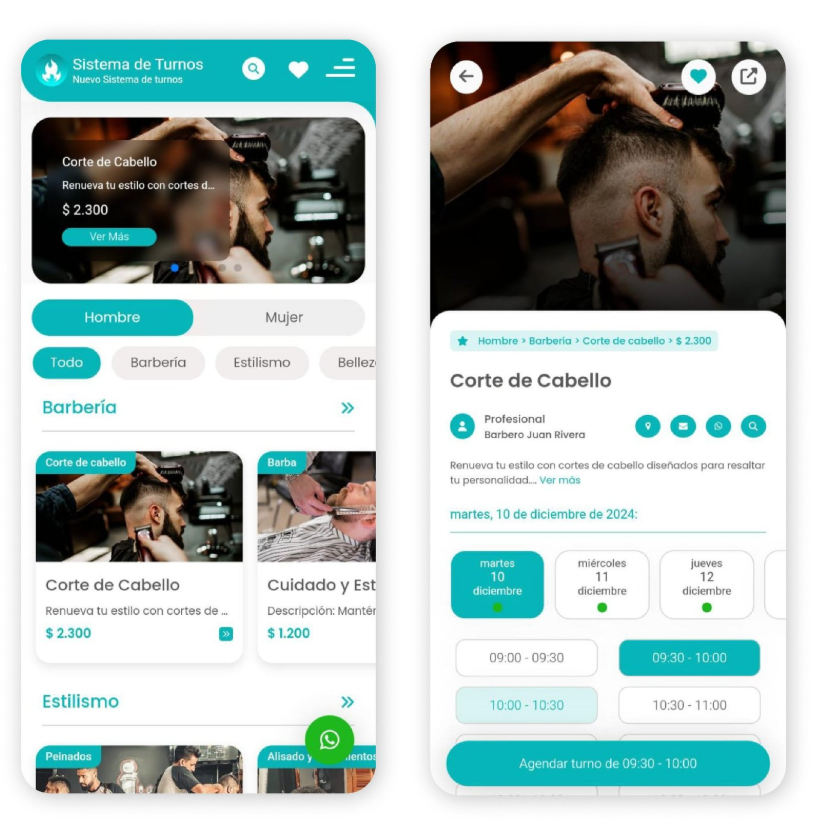 Sistema de Turnos
Nuevo Sistema de turnos
Corte de Cabello
Renueva tu estilo con cortes d...
$ 2.300
Ver Más
Hombre
Mujer
Todo
Barbería
Estilismo
Bellez
Barbería
Corte de cabello
Barba
Corte de Cabello
Cuidado y Est
Renueva tu estilo con cortes de ...
Descripción: Mantén
$ 2.300
$ 1.200
Estilismo
Peinados
Alisado y
Hombre > Barbería > Corte de cabello > $ 2.300
Corte de Cabello
Profesional
Barbero Juan Rivera
Renueva tu estilo con cortes de cabello diseñados para resaltar
tu personalidad.... Ver más
martes, 10 de diciembre de 2024:
martes
10
diciembre
miércoles
11
diciembre
jueves
12
diciembre
09:00 - 09:30
09:30 - 10:00
10:00 - 10:30
10:30 - 11:00
Agendar turno de 09:30 - 10:00